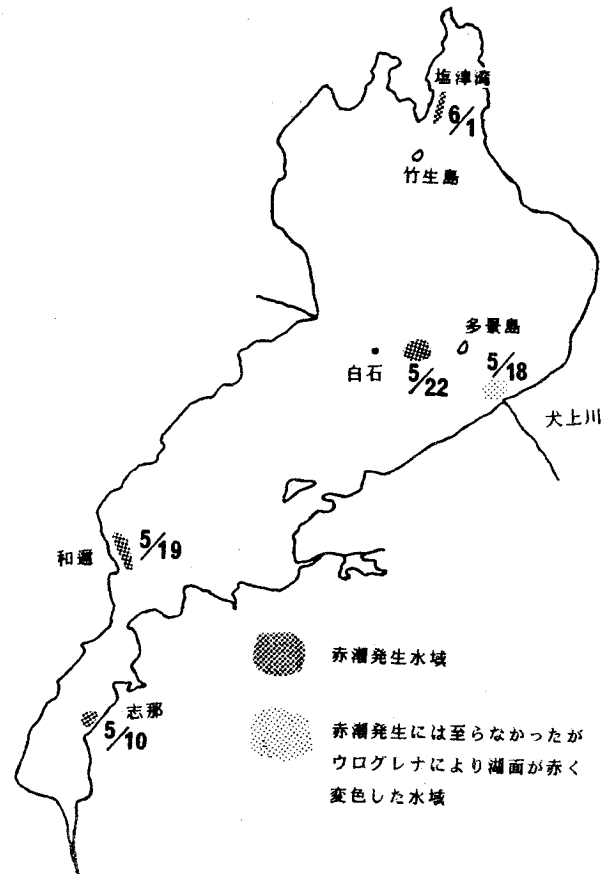 塩津湾
6/1
竹生島
多景島
白石
5/22
5/18
犬上川
和邇
5/19
志那
5/10
赤潮発生水域
赤潮発生には至らなかったが
ウログレナにより湖面が赤く
変色した水域